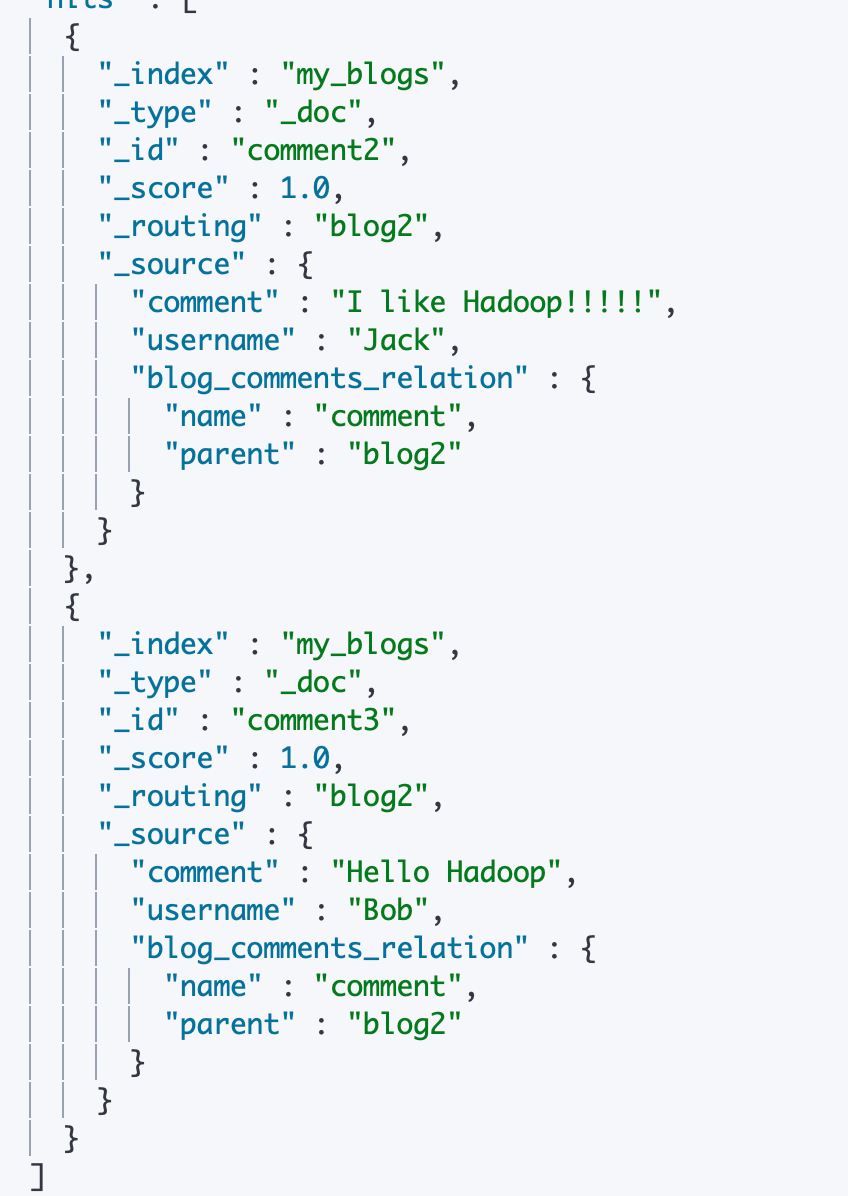 "hits" : [
{
"_index" : "my_blogs",
"_type" : "_doc",
"_id" : "comment2",
"_score" : 1.0,
"_routing" : "blog2",
"_source" : {
"comment" : "I like Hadoop!!!!!",
"username" : "Jack",
"blog_comments_relation" : {
"name" : "comment",
"parent" : "blog2"
}
}
},
{
"_index" : "my_blogs",
"_type" : "_doc",
"_id" : "comment3",
"_score" : 1.0,
"_routing" : "blog2",
"_source" : {
"comment" : "Hello Hadoop",
"username" : "Bob",
"blog_comments_relation" : {
"name" : "comment",
"parent" : "blog2"
}
}
}
]